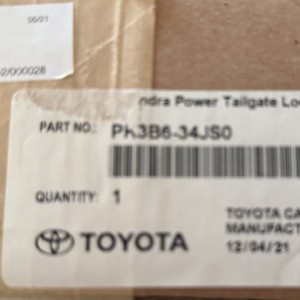 05/21
2/000028
ndra Power Tailgate Loc
PART NO.: PK3B6-34JS0
QUANTITY: 1
TOYOTA CA
MANUFACT
12/04/21
TOYOTA